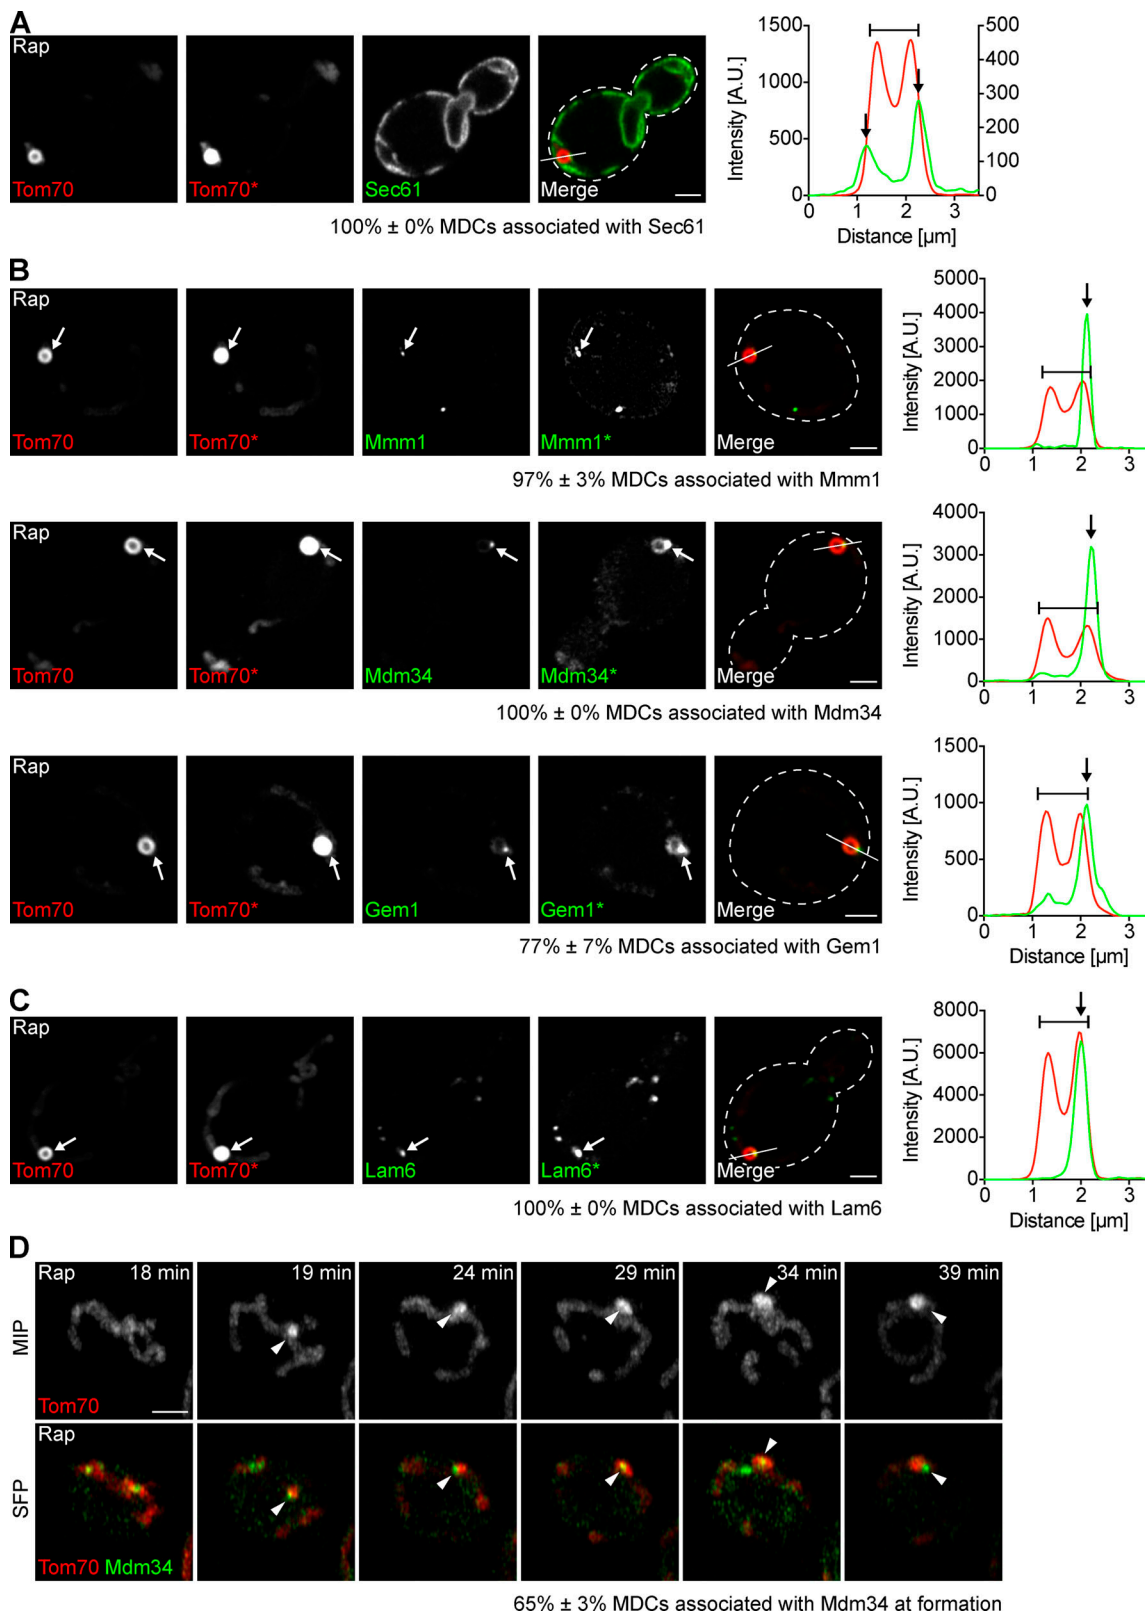 A
Rap
Tom70
Tom70*
Sec61
Merge
100% ± 0% MDCs associated with Sec61
Intensity [A.U.]
1500
1000
500
0
500
400
300
200
100
0
0 1 2 3
Distance [µm]
B
Rap
Tom70
Tom70*
Mmm1
Mmm1*
Merge
97% ± 3% MDCs associated with Mmm1
Intensity [A.U.]
5000
4000
3000
2000
1000
0
0 1 2 3
Rap
Tom70
Tom70*
Mdm34
Mdm34*
Merge
100% ± 0% MDCs associated with Mdm34
Intensity [A.U.]
4000
3000
2000
1000
0
0 1 2 3
Rap
Tom70
Tom70*
Gem1
Gem1*
Merge
77% ± 7% MDCs associated with Gem1
Intensity [A.U.]
1500
1000
500
0
0 1 2 3
Distance [µm]
C
Rap
Tom70
Tom70*
Lam6
Lam6*
Merge
100% ± 0% MDCs associated with Lam6
Intensity [A.U.]
8000
6000
4000
2000
0
0 1 2 3
Distance [µm]
D
MIP
Rap
18 min
19 min
24 min
29 min
34 min
39 min
Tom70
SFP
Rap
Tom70 Mdm34
65% ± 3% MDCs associated with Mdm34 at formation